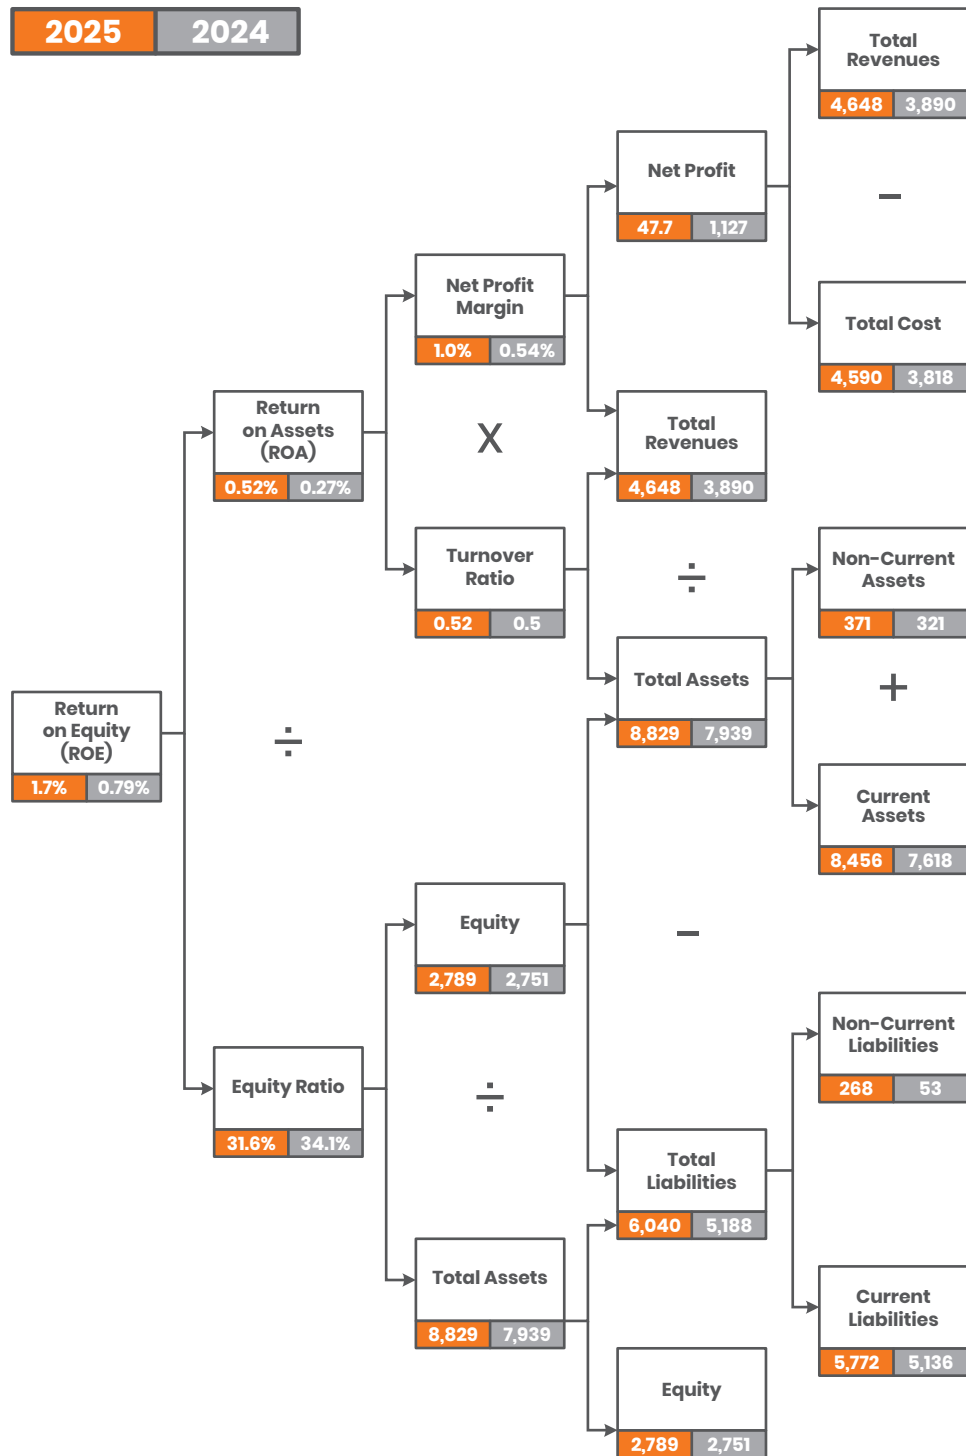 2025 2024
Total
Revenues
4,648 3,890
Net Profit
47.7 1,127
–
Net Profit
Margin
1.0% 0.54%
Total Cost
4,590 3,818
Return
on Assets
(ROA)
0.52% 0.27%
X
Total
Revenues
4,648 3,890
Turnover
Ratio
0.52 0.5
÷
Non-Current
Assets
371 321
Total Assets
8,829 7,939
+
Return
on Equity
(ROE)
1.7% 0.79%
÷
Current
Assets
8,456 7,618
Equity
2,789 2,751
–
Non-Current
Liabilities
268 53
Equity Ratio
31.6% 34.1%
÷
Total
Liabilities
6,040 5,188
Total Assets
8,829 7,939
Current
Liabilities
5,772 5,136
Equity
2,789 2,751